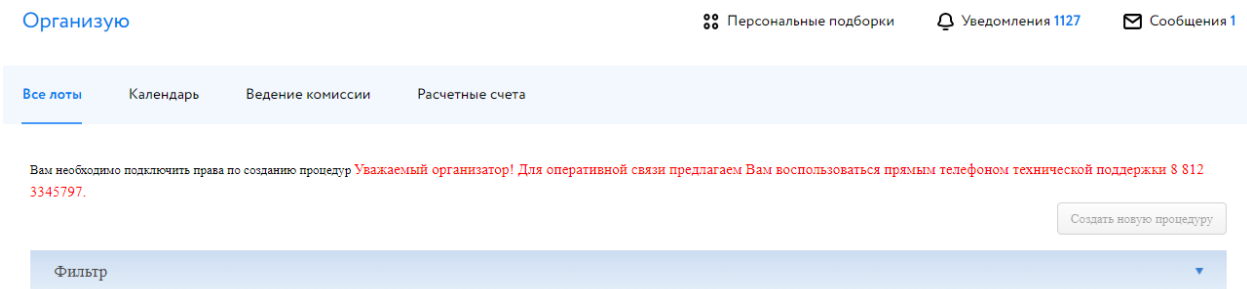 Организую Персональные подборки Уведомления 1127 Сообщения 1
Все лоты Календарь Ведение комиссии Расчетные счета
Вам необходимо подключить права по созданию процедур Уважаемый организатор! Для оперативной связи предлагаем Вам воспользоваться прямым телефоном технической поддержки 8 812
3345797.
Создать новую процедуру
Фильтр